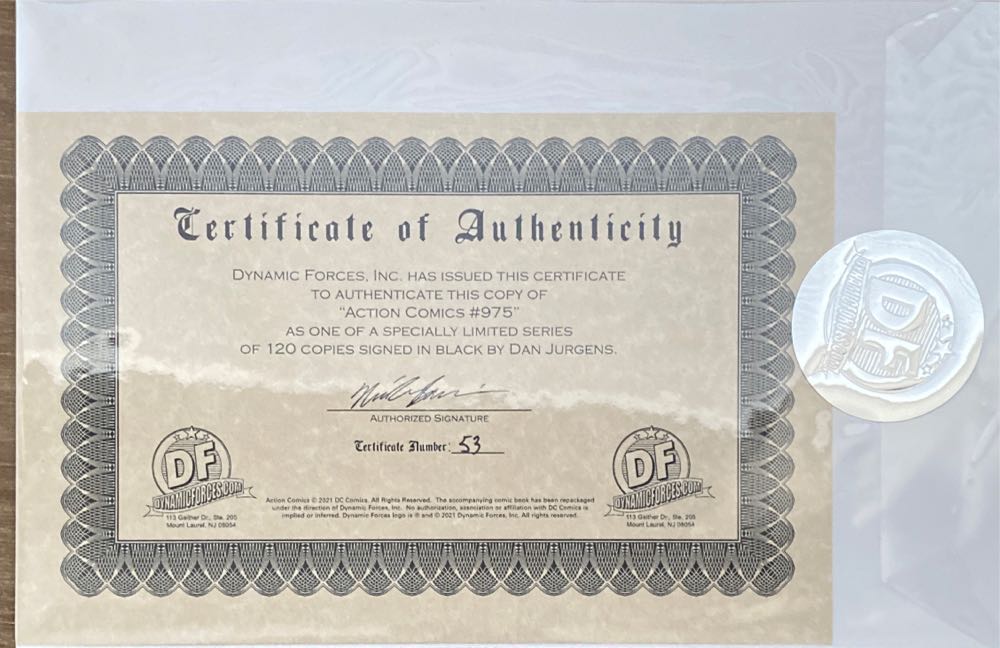 Certificate of Authenticity
Dynamic Forces, Inc. has issued this certificate
to authenticate this copy of
"Action Comics #975"
as one of a specially limited series
of 120 copies signed in black by Dan Jurgens.
Authorized Signature
Certificate Number: 53
DF
DYNAMICFORCES.COM
113 Gaither Dr., Ste. 205
Mount Laurel, NJ 08054
Action Comics © 2021 DC Comics. All Rights Reserved. The accompanying comic book has been repackaged
under the direction of Dynamic Forces, Inc. No authorization, association or affiliation with DC Comics is
implied or inferred. Dynamic Forces logo is ® and © 2021 Dynamic Forces, Inc. All rights reserved.
DF
DYNAMICFORCES.COM
113 Gaither Dr., Ste. 205
Mount Laurel, NJ 08054
DF